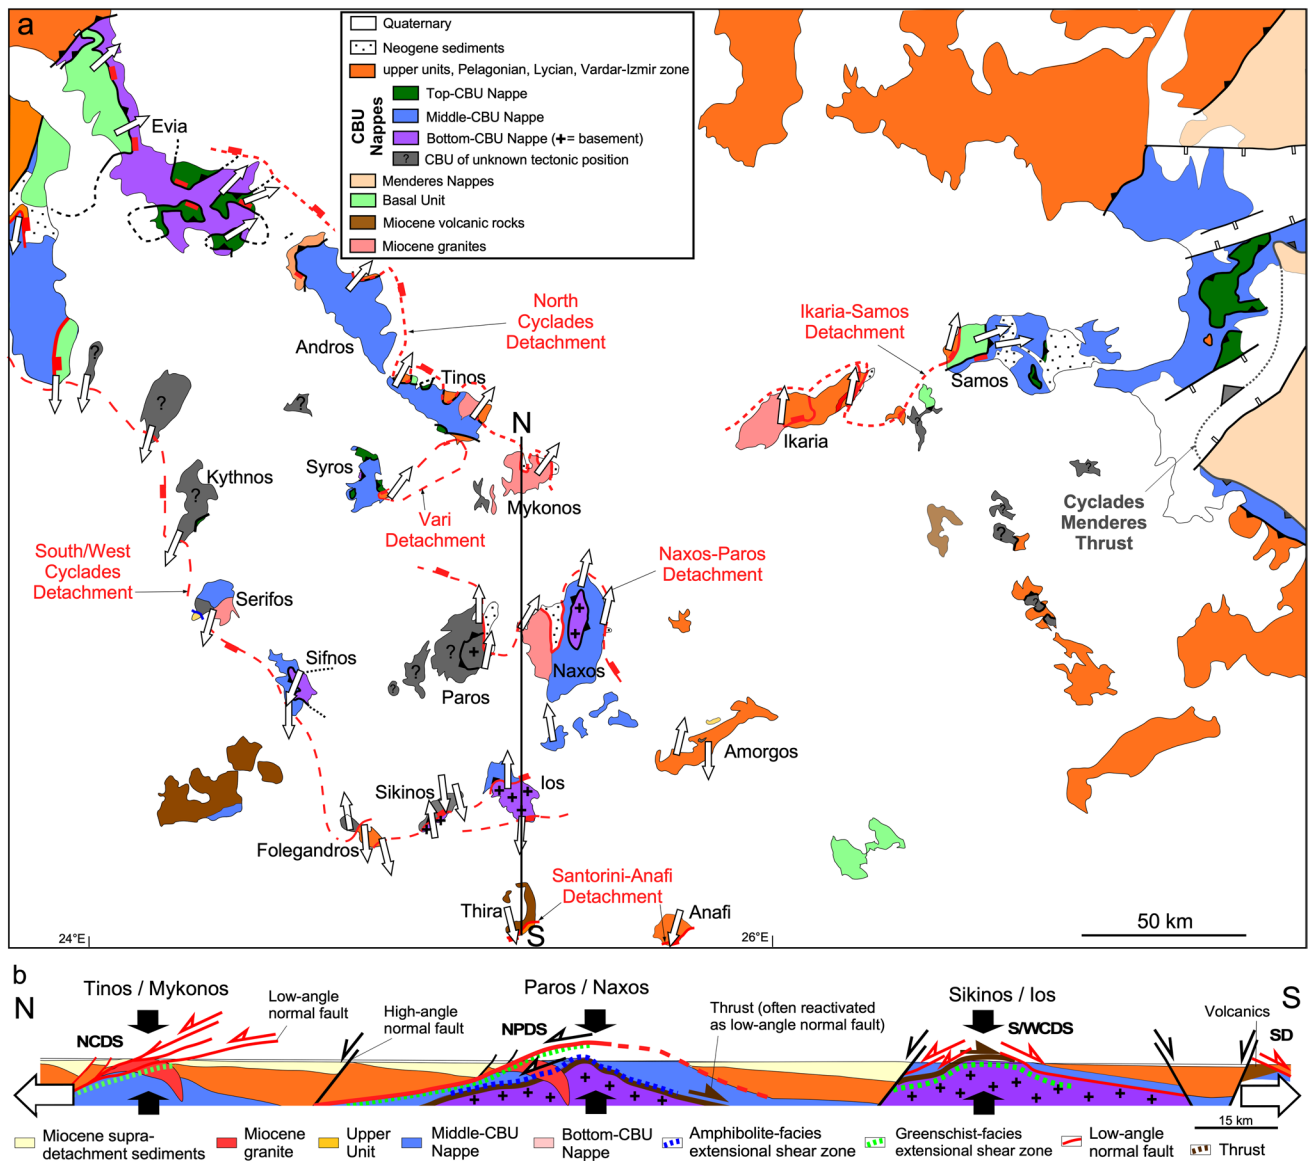 a
Quaternary
Neogene sediments
upper units, Pelagonian, Lycian, Vardar-Izmir zone
CBU Nappes
Top-CBU Nappe
Middle-CBU Nappe
Bottom-CBU Nappe (+= basement)
? CBU of unknown tectonic position
Menderes Nappes
Basal Unit
Miocene volcanic rocks
Miocene granites
Evia
North
Cyclades
Detachment
Andros
Tinos
N
Ikaria-Samos
Detachment
Samos
Ikaria
?
?
?
?
Syros
Kythnos
?
Mykonos
Vari
Detachment
Cyclades
Menderes
Thrust
?
?
South/West
Cyclades
Detachment
Serifos
Naxos-Paros
Detachment
Sifnos
?
?
?
+
+
+
Paros
Naxos
Amorgos
Sikinos
Ios
Folegandros
Santorini-Anafi
Detachment
Thira
Anafi
S
50 km
24°E
26°E
b
N
Tinos / Mykonos
Paros / Naxos
Sikinos / Ios
S
Low-angle
normal fault
High-angle
normal fault
Thrust (often reactivated
as low-angle normal fault)
Volcanics
NCDS
NPDS
S/WCDS
SD
15 km
Miocene supra-
detachment sediments
Miocene
granite
Upper
Unit
Middle-CBU
Nappe
Bottom-CBU
Nappe
Amphibolite-facies
extensional shear zone
Greenschist-facies
extensional shear zone
Low-angle
normal fault
Thrust